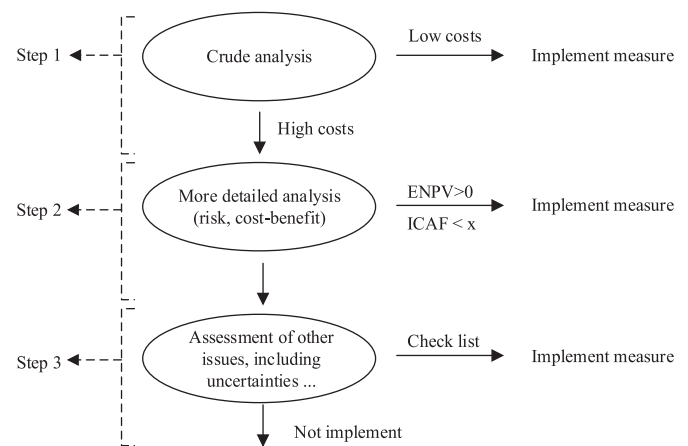 Step 1
Crude analysis
Low costs
Implement measure
High costs
Step 2
More detailed analysis
(risk, cost-benefit)
ENPV>0
ICAF < x
Implement measure
Step 3
Assessment of other
issues, including
uncertainties ...
Check list
Implement measure
Not implement